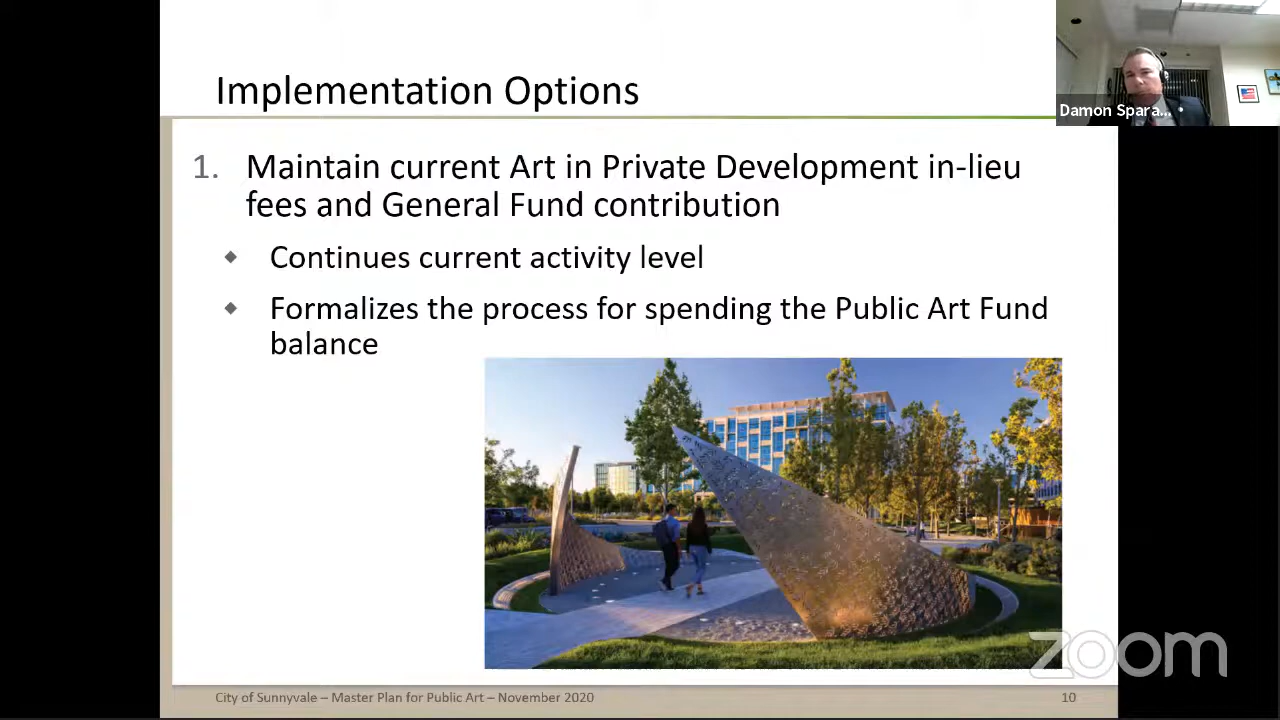 Implementation Options
Damon Spara...
1. Maintain current Art in Private Development in-lieu
fees and General Fund contribution
Continues current activity level
Formalizes the process for spending the Public Art Fund
balance
zoom
City of Sunnyvale – Master Plan for Public Art – November 2020
10